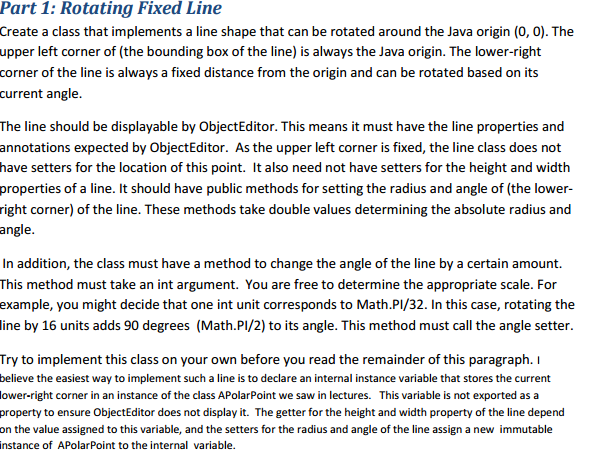 Part 1: Rotating Fixed Line
Create a class that implements a line shape that can be rotated around the Java origin (0, 0). The
upper left corner of (the bounding box of the line) is always the Java origin. The lower-right
corner of the line is always a fixed distance from the origin and can be rotated based on its
current angle.
The line should be displayable by ObjectEditor. This means it must have the line properties and
annotations expected by ObjectEditor. As the upper left corner is fixed, the line class does not
have setters for the location of this point. It also need not have setters for the height and width
properties of a line. It should have public methods for setting the radius and angle of (the lower-
right corner) of the line. These methods take double values determining the absolute radius and
angle.
In addition, the class must have a method to change the angle of the line by a certain amount.
This method must take an int argument. You are free to determine the appropriate scale. For
example, you might decide that one int unit corresponds to Math.PI/32. In this case, rotating the
line by 16 units adds 90 degrees (Math.PI/2) to its angle. This method must call the angle setter.
Try to implement this class on your own before you read the remainder of this paragraph. I
believe the easiest way to implement such a line is to declare an internal instance variable that stores the current
lower-right corner in an instance of the class APolarPoint we saw in lectures. This variable is not exported as a
property to ensure ObjectEditor does not display it. The getter for the height and width property of the line depend
on the value assigned to this variable, and the setters for the radius and angle of the line assign a new immutable
instance of APolarPoint to the internal variable.